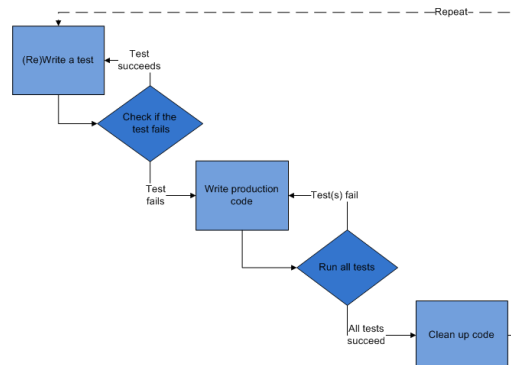 Repeat
(Re)Write a test
Test
succeeds
Check if the
test fails
Test
fails
Write production
code
Test(s) fail
Run all tests
All tests
succeed
Clean up code